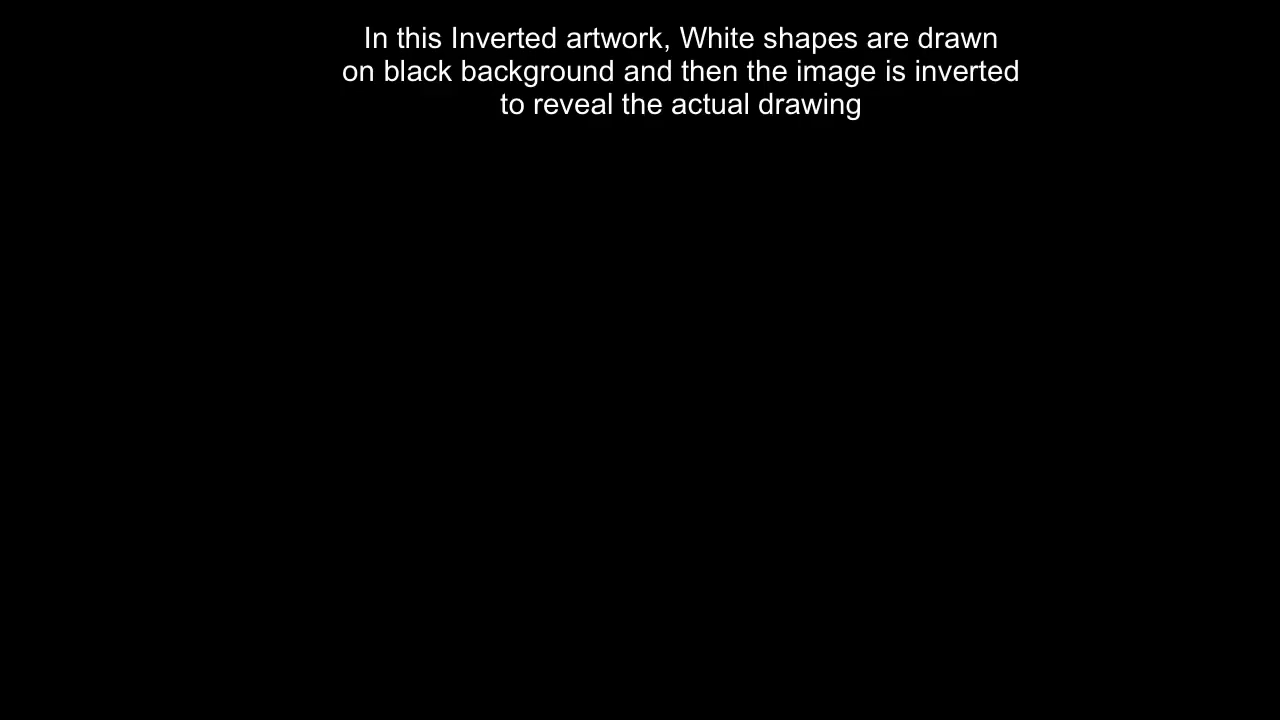 In this Inverted artwork, White shapes are drawn
on black background and then the image is inverted
to reveal the actual drawing